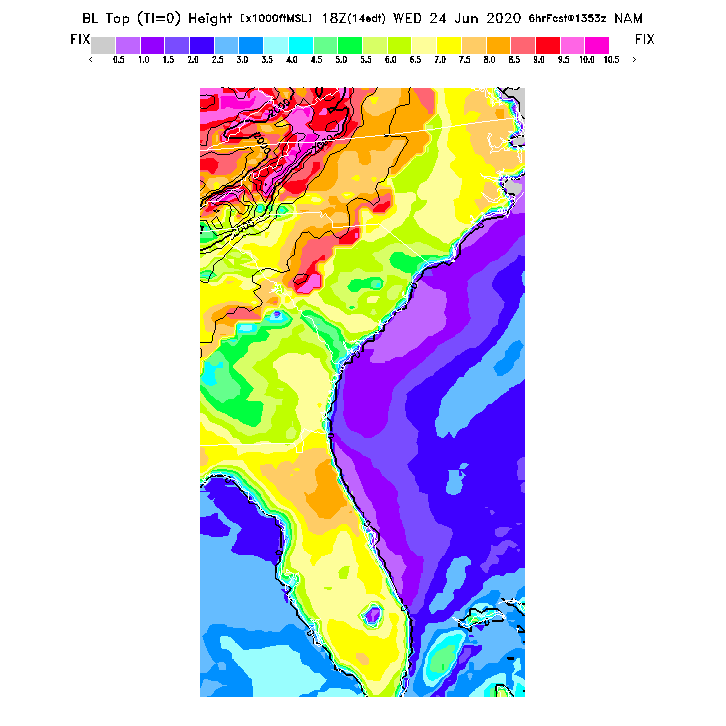 BL Top (TI=0) Height [x1000ftMSL] 18Z(14edt) WED 24 Jun 2020 6hrFcst@1353z NAM
FIX FIX
< 0.5 1.0 1.5 2.0 2.5 3.0 3.5 4.0 4.5 5.0 5.5 6.0 6.5 7.0 7.5 8.0 8.5 9.0 9.5 10.0 10.5 >
2050